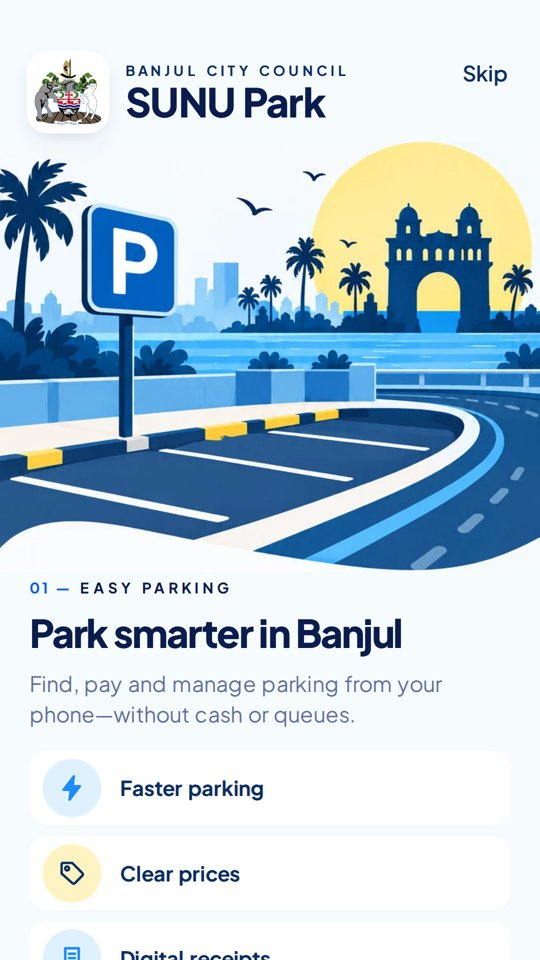 BANJUL CITY COUNCIL
SUNU Park
Skip
P
01 — EASY PARKING
Park smarter in Banjul
Find, pay and manage parking from your
phone—without cash or queues.
Faster parking
Clear prices
Digital receipts